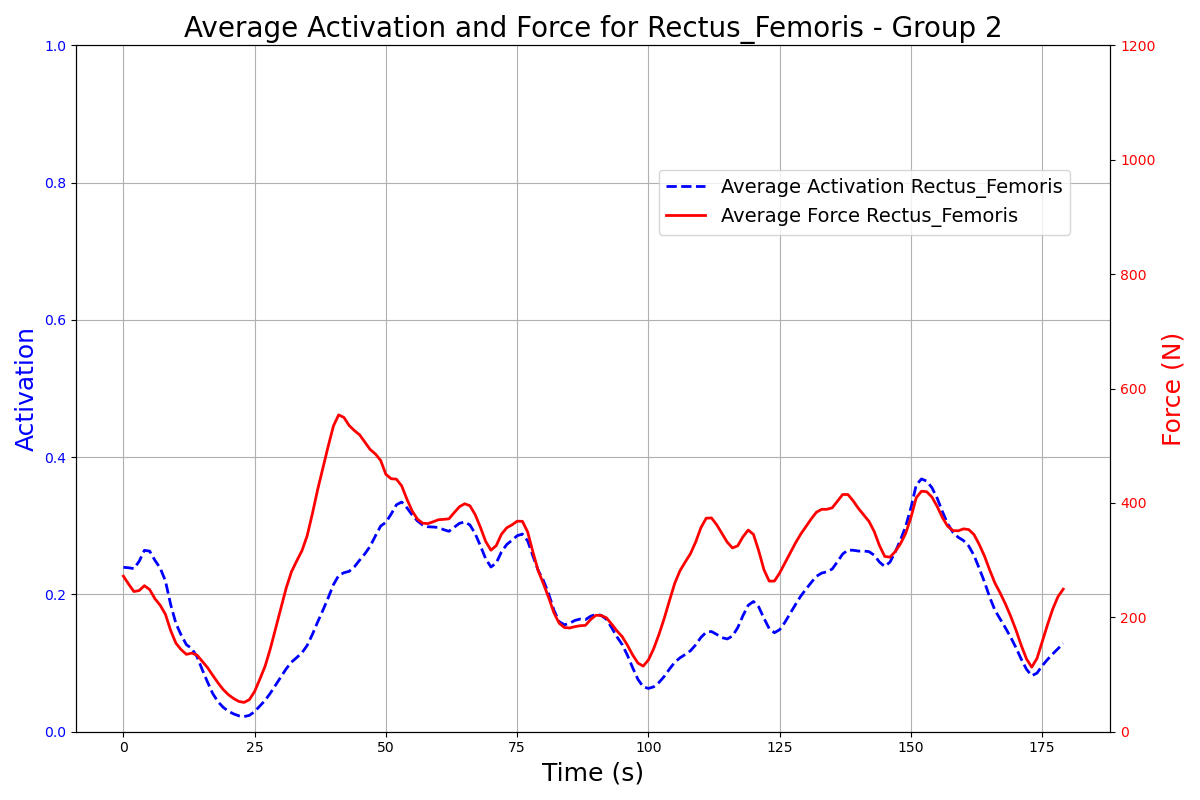 Average Activation and Force for Rectus_Femoris - Group 2
1.0
0.8
0.6
0.4
0.2
0.0
Activation
Average Activation Rectus_Femoris
Average Force Rectus_Femoris
1200
1000
800
600
400
200
0
Force (N)
0 25 50 75 100 125 150 175
Time (s)